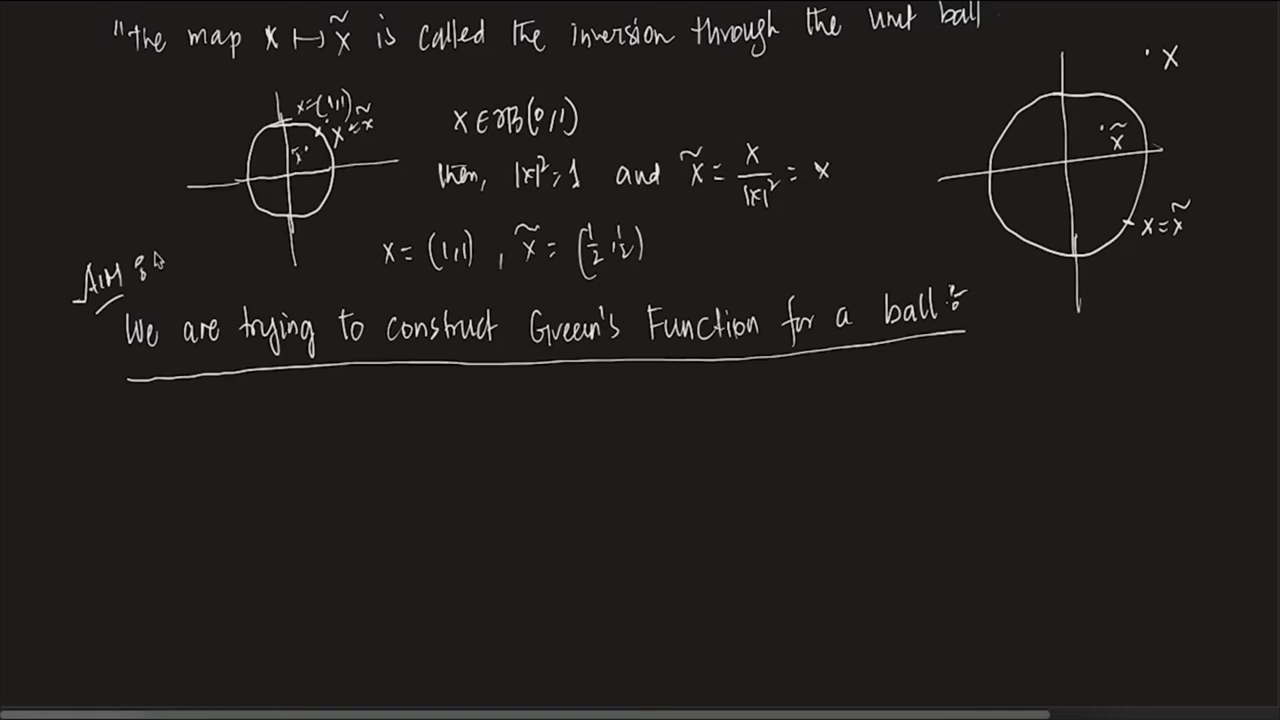 "the map x ↦ x̃ is called the inversion through the unit ball
x
x=(1,1)
x̃=x
x̃
x ∈ ∂B(0,1)
x̃
then, |x|²=1 and x̃ = x/|x|² = x
x=x̃
x = (1,1) , x̃ = (1/2, 1/2)
AIM :
We are trying to construct Green's Function for a ball :